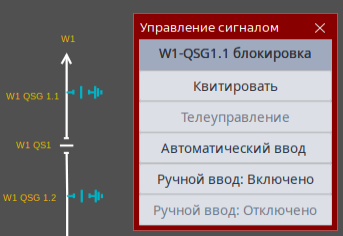 W1
W1 QSG 1.1
W1 QS1
W1 QSG 1.2
Управление сигналом
W1-QSG1.1 блокировка
Квитировать
Телеуправление
Автоматический ввод
Ручной ввод: Включено
Ручной ввод: Отключено